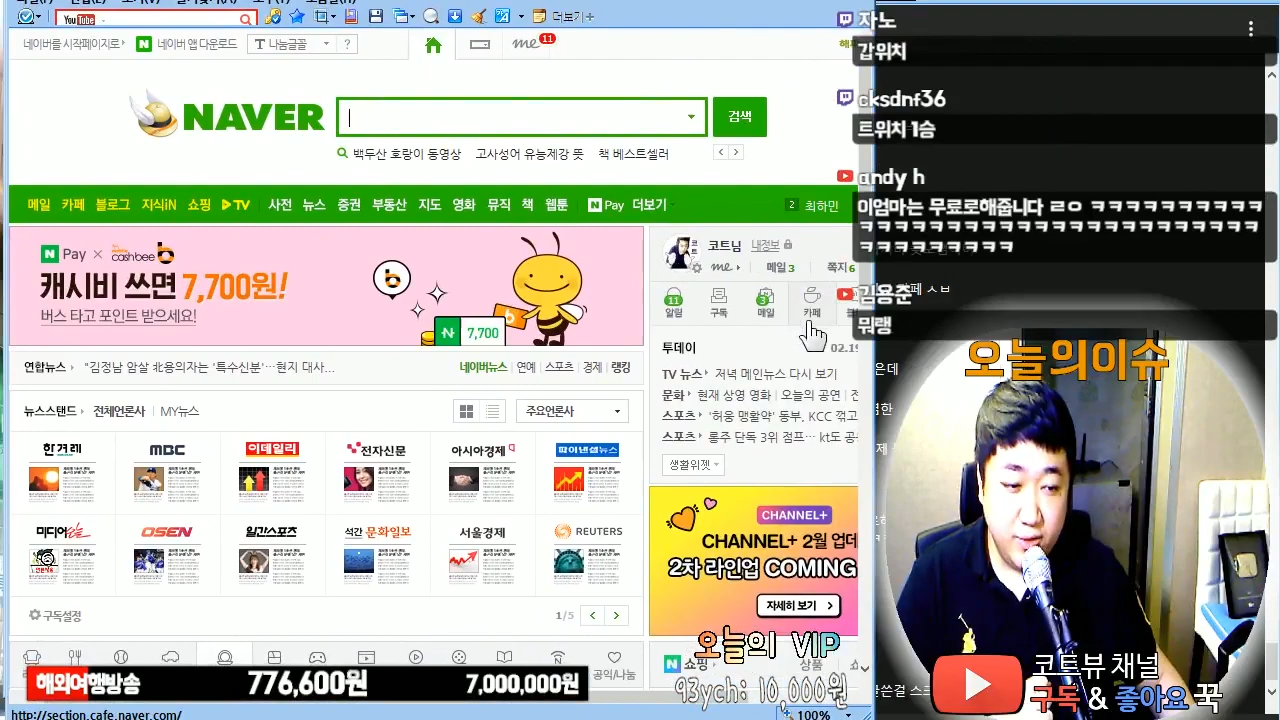 YouTube
더보기
네이버를 시작페이지로
네이버 앱 다운로드
T 나눔글꼴
?
me
11
NAVER
검색
백두산 호랑이 동영상
고사성어 유능제강 뜻
책 베스트셀러
메일
카페
블로그
지식iN
쇼핑
TV
사전
뉴스
증권
부동산
지도
영화
뮤직
책
웹툰
N Pay
더보기
2 최하민
N Pay × cashbee
캐시비 쓰면 7,700원!
버스 타고 포인트 받으세요!
7,700
코트님
내정보
me
메일 3
쪽지 6
11
알림
구독
3
메일
카페
연합뉴스
"김정남 암살 北용의자는 '특수신분'…현지 대사...
네이버뉴스
연예
스포츠
경제
랭킹
투데이
02.19
TV 뉴스
저녁 메인뉴스 다시 보기
문화
현재 상영 영화
오늘의 공연
스포츠
'허웅 맹활약' 동부, KCC 꺾고
스포츠
생활위젯
뉴스스탠드
전체언론사
MY뉴스
주요언론사
한겨레
MBC
이데일리
전자신문
아시아경제
파이낸셜뉴스
OSEN
일간스포츠
석간 문화일보
서울경제
REUTERS
구독설정
1/5
CHANNEL+
CHANNEL+ 2월 업데
2차 라인업 COMING
자세히 보기
공익/나눔
N 쇼핑
상품
해외여행방송
776,600원
7,000,000원
오늘의 VIP
93ych: 10,000원
http://section.cafe.naver.com/
100%
자노
갑위치
cksdnf36
트위치 1승
andy h
이엄마는 무료로해줍니다 ㄹㅇ ㅋㅋㅋㅋㅋㅋㅋㅋㅋㅋ
ㅋㅋㅋㅋㅋㅋㅋㅋㅋㅋㅋㅋㅋㅋㅋㅋㅋㅋㅋㅋㅋㅋㅋ
ㅋㅋㅋㅋㅋㅋㅋㅋㅋ
김용준
뭐랭
오늘의이슈
코트뷰 채널
구독 & 좋아요 꾹